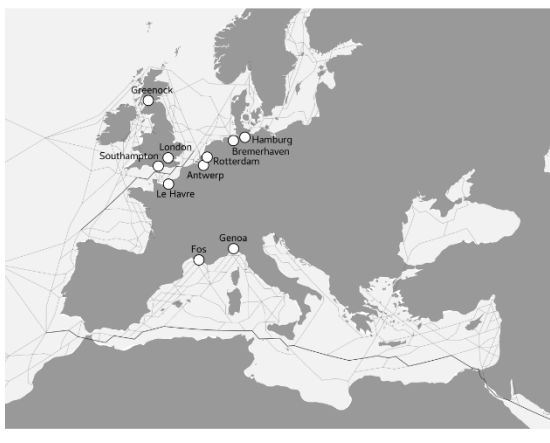 Greenock
London
Southampton
Hamburg
Bremerhaven
Rotterdam
Antwerp
Le Havre
Genoa
Fos